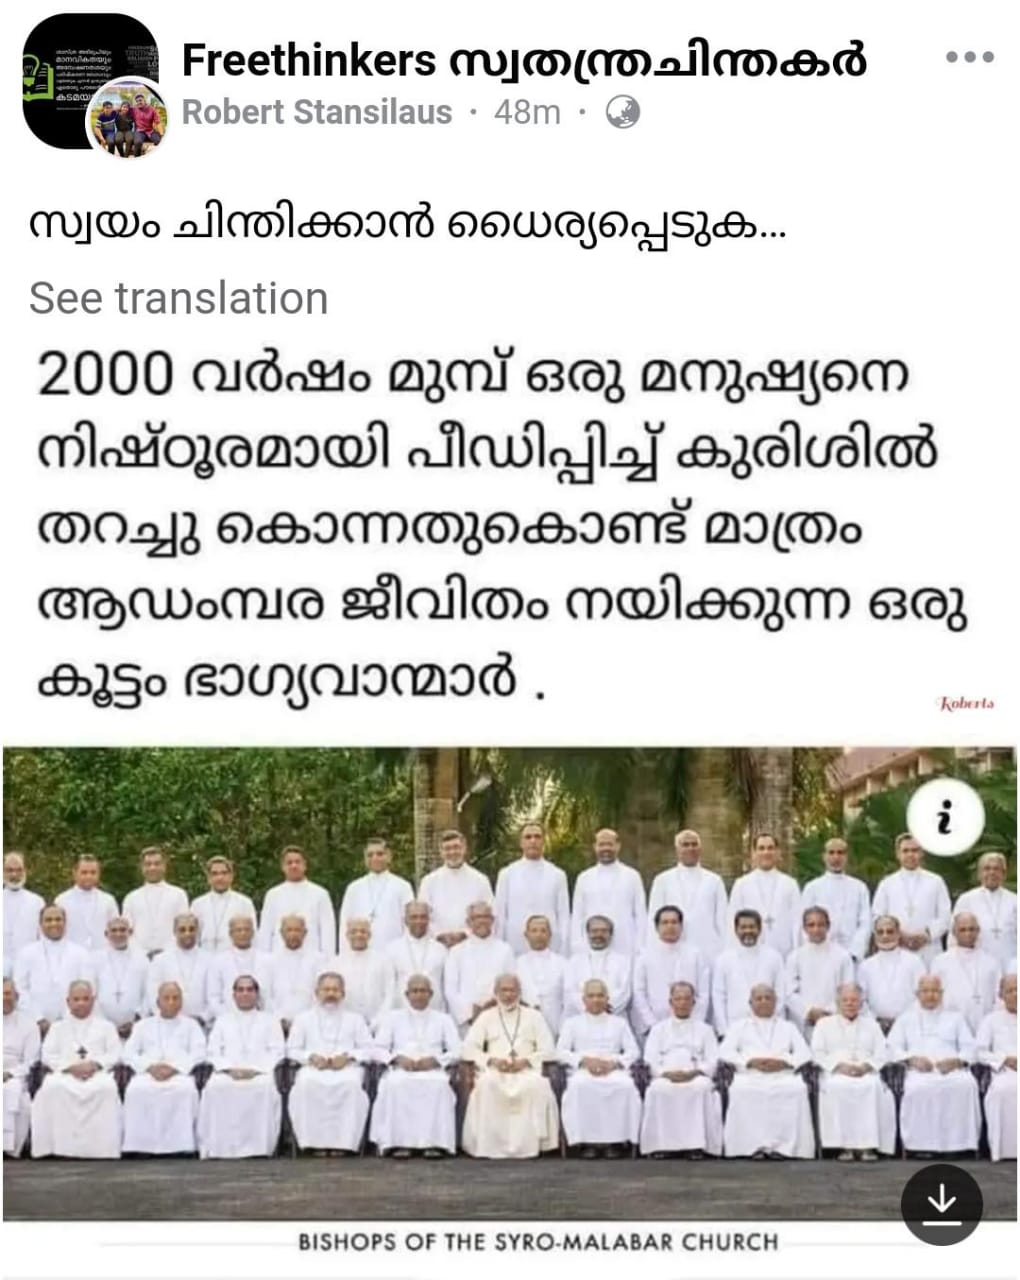 Freethinkers സ്വതന്ത്രചിന്തകർ
Robert Stansilaus · 48m ·
സ്വയം ചിന്തിക്കാൻ ധൈര്യപ്പെടുക...
See translation
2000 വർഷം മുമ്പ് ഒരു മനുഷ്യനെ
നിഷ്ഠൂരമായി പീഡിപ്പിച്ച് കുരിശിൽ
തറച്ചു കൊന്നതുകൊണ്ട് മാത്രം
ആഡംമ്പര ജീവിതം നയിക്കുന്ന ഒരു
കൂട്ടം ഭാഗ്യവാന്മാർ .
Roberts
i
BISHOPS OF THE SYRO-MALABAR CHURCH